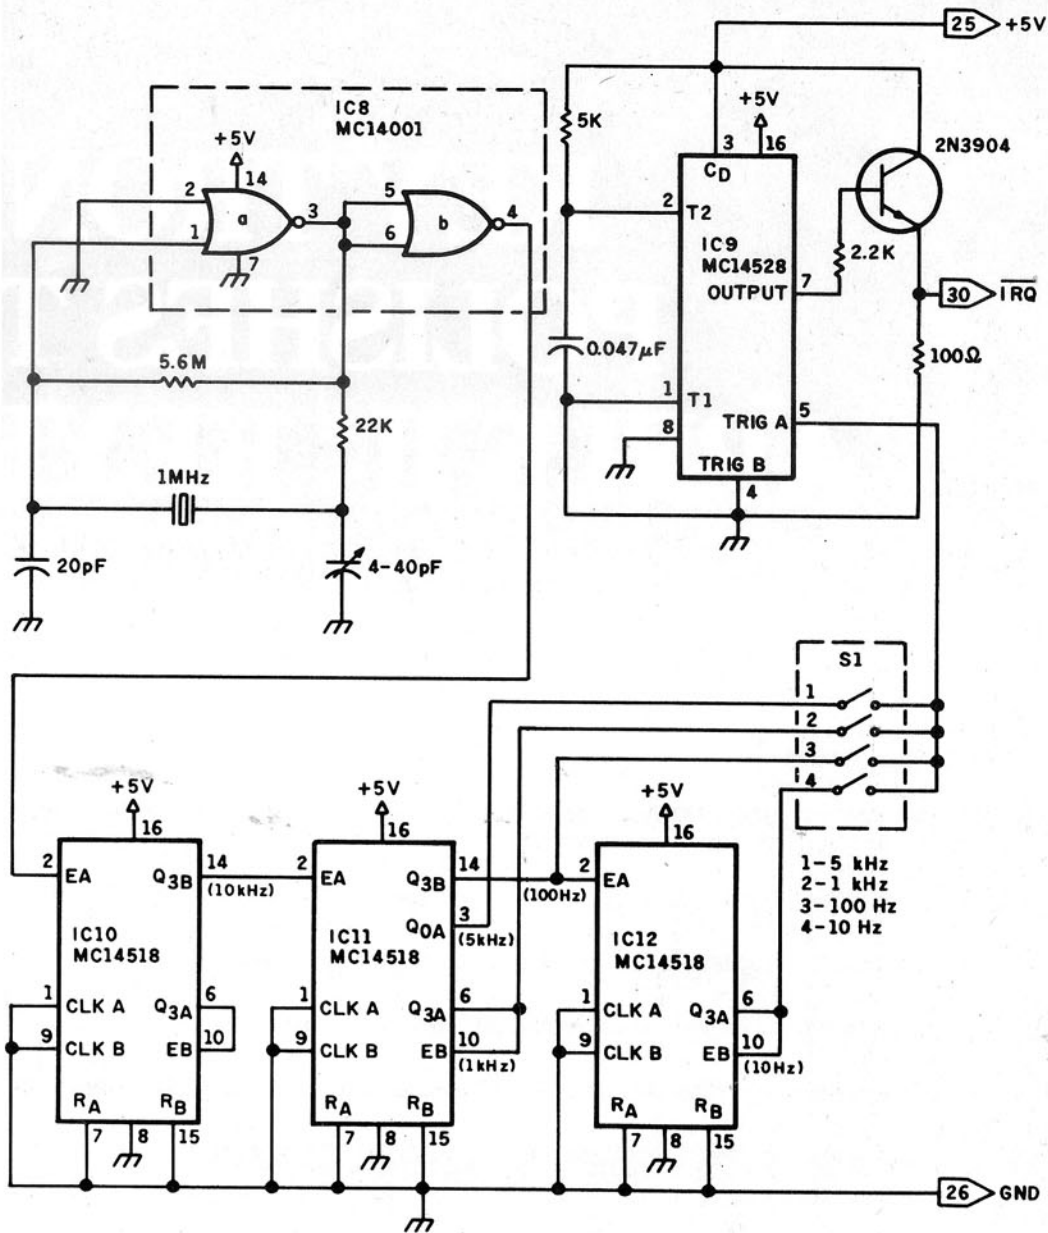 25 +5V
IC8
MC14001
+5V
14
2
1
a
3
7
5
6
b
4
5K
+5V
3
16
CD
2
T2
IC9
MC14528
OUTPUT
7
2N3904
2.2K
30 IRQ
100Ω
0.047µF
1
T1
8
TRIG A
5
TRIG B
4
5.6M
22K
1MHz
20pF
4-40pF
S1
1
2
3
4
1-5 kHz
2-1 kHz
3-100 Hz
4-10 Hz
+5V
16
2
EA
Q3B
14
(10kHz)
IC10
MC14518
1
CLK A
Q3A
6
9
CLK B
EB
10
RA
RB
7
8
15
+5V
16
2
EA
Q3B
14
(100Hz)
Q0A
3
(5kHz)
IC11
MC14518
1
CLK A
Q3A
6
9
CLK B
EB
10
(1kHz)
RA
RB
7
8
15
+5V
16
2
EA
IC12
MC14518
1
CLK A
Q3A
6
9
CLK B
EB
10
(10Hz)
RA
RB
7
8
15
26 GND